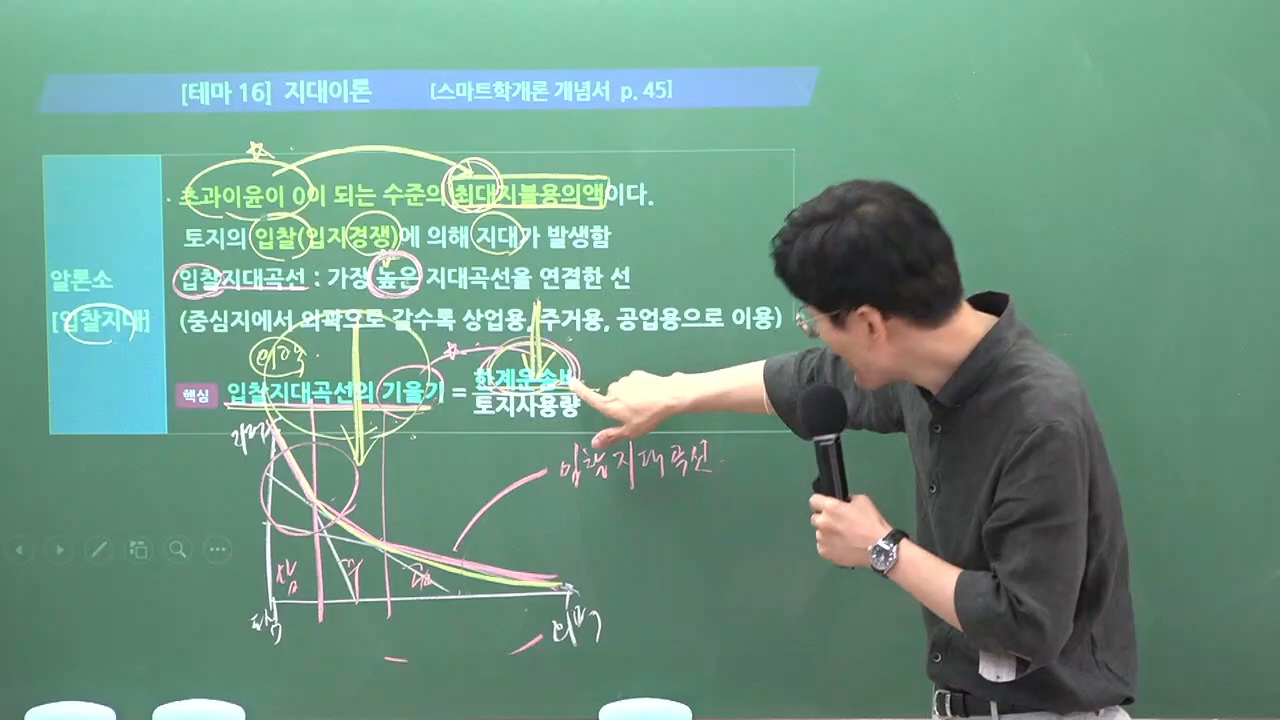 [테마 16] 지대이론 [스마트학개론 개념서 p. 45]
초과이윤이 0이 되는 수준의 최대지불용의액이다.
토지의 입찰(입지경쟁)에 의해 지대가 발생함
알론소
[입찰지대]
입찰지대곡선 : 가장 높은 지대곡선을 연결한 선
(중심지에서 외곽으로 갈수록 상업용, 주거용, 공업용으로 이용)
핵심 입찰지대곡선의 기울기 = 한계운송비
토지사용량
입찰지대곡선
상 주 공
외곽